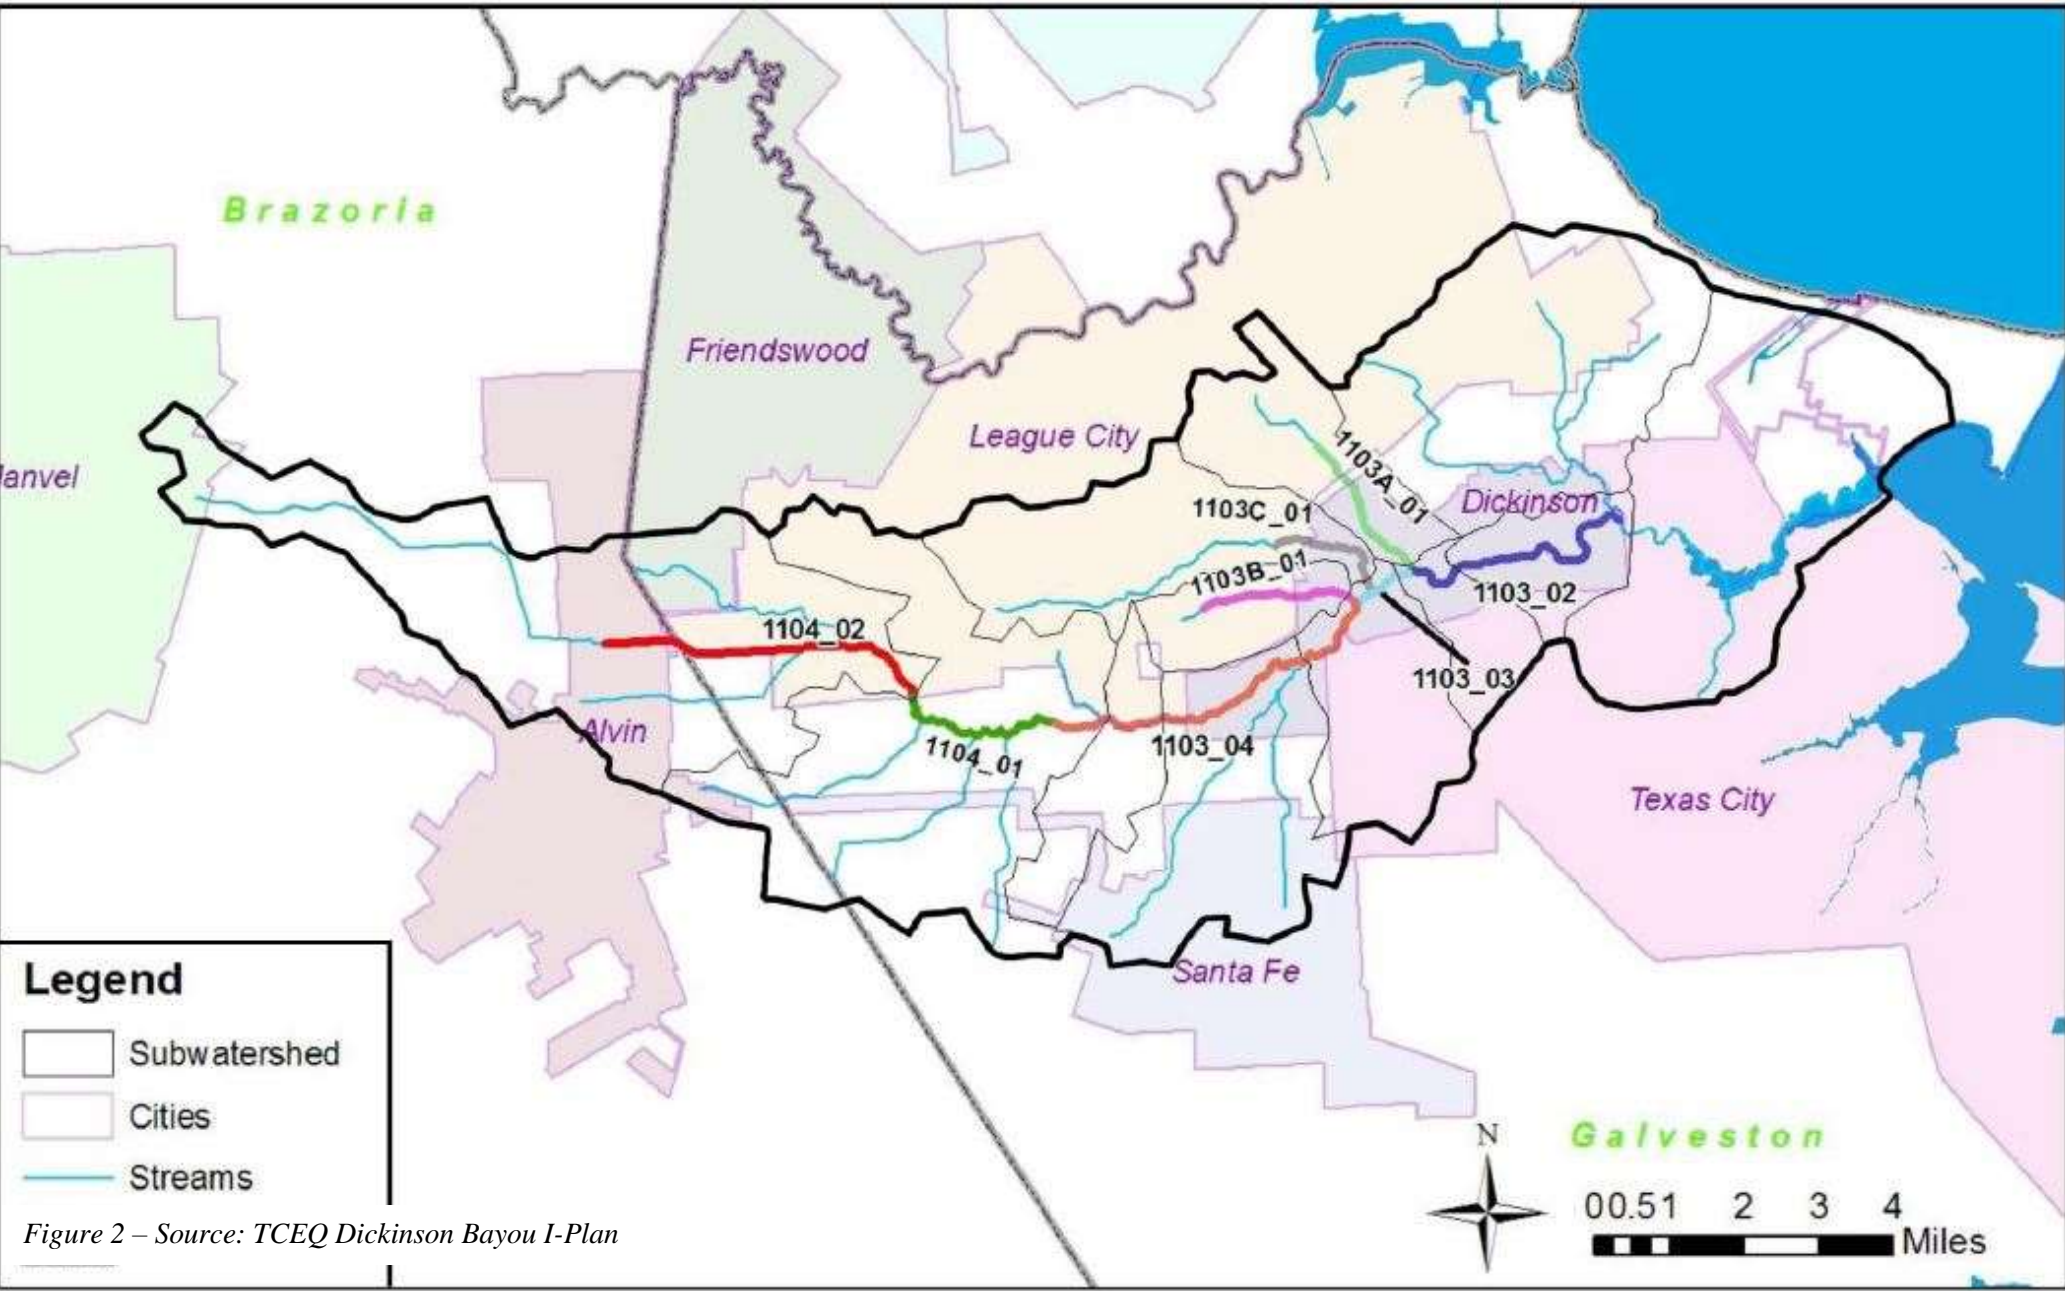 Brazoria
Friendswood
League City
anvel
1103A_01
Dickinson
1103C_01
1103B_01
1103_02
1104_02
1103_03
Alvin
1104_01
1103_04
Texas City
Santa Fe
Legend
Subwatershed
Cities
Streams
Figure 2 – Source: TCEQ Dickinson Bayou I-Plan
N
Galveston
00.51 2 3 4
Miles